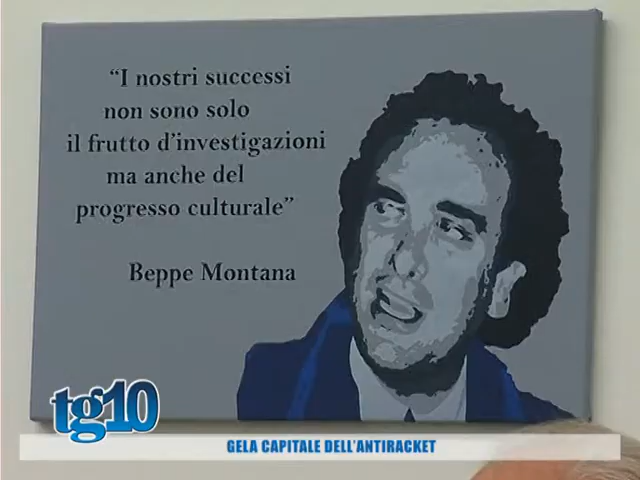 “I nostri successi
non sono solo
il frutto d’investigazioni
ma anche del
progresso culturale”
Beppe Montana
tg10
GELA CAPITALE DELL'ANTIRACKET